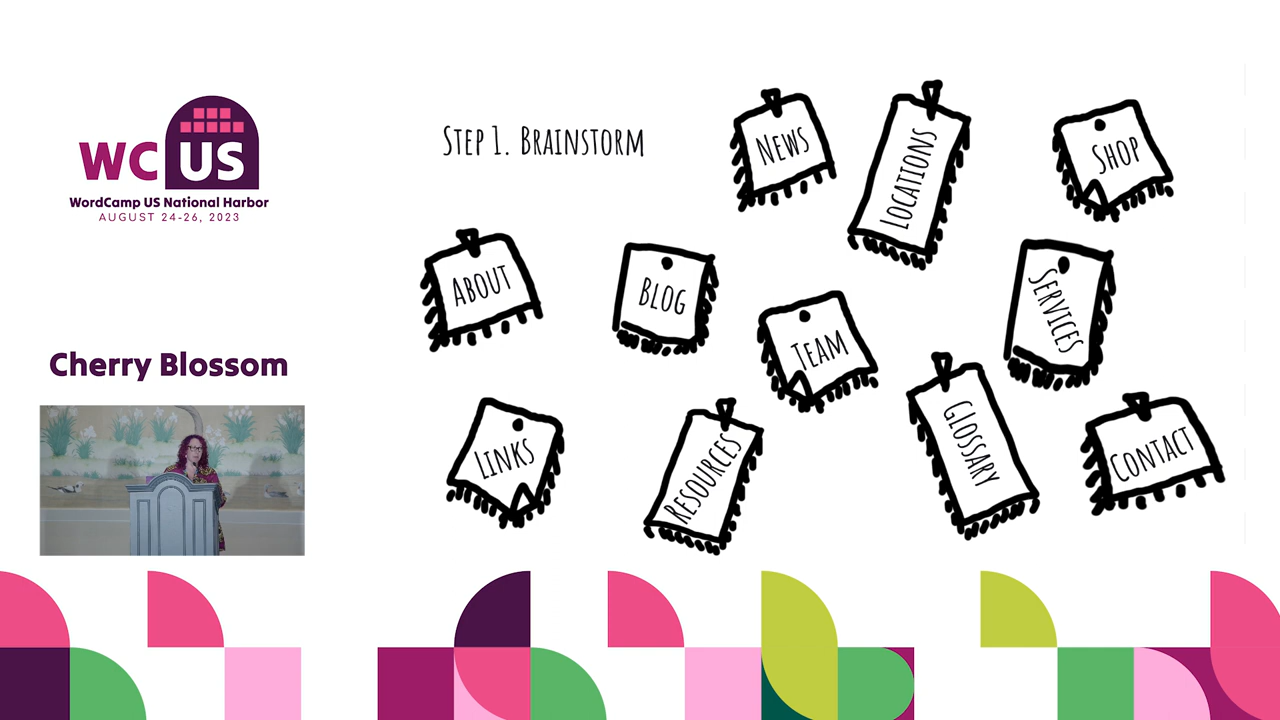 WC US
WordCamp US National Harbor
AUGUST 24-26, 2023
Cherry Blossom
STEP 1. BRAINSTORM
NEWS
LOCATIONS
SHOP
ABOUT
BLOG
TEAM
SERVICES
LINKS
RESOURCES
GLOSSARY
CONTACT